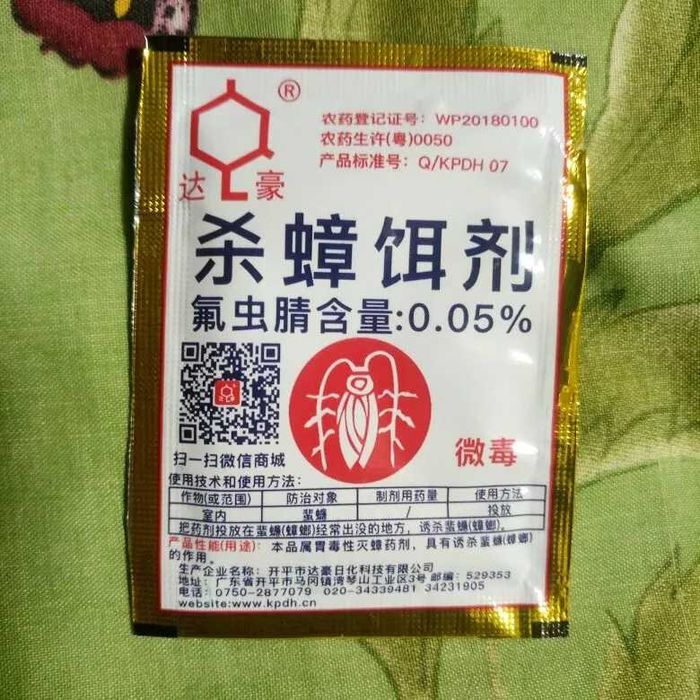 ®
达豪
农药登记证号：WP20180100
农药生许(粤)0050
产品标准号：Q/KPDH 07
杀蟑饵剂
氟虫腈含量:0.05%
微毒
扫一扫微信商城
使用技术和使用方法：
作物(或范围) 防治对象 制剂用药量 使用方法
室内 蜚蠊 / 投放
把药剂投放在蜚蠊(蟑螂)经常出没的地方，诱杀蜚蠊(蟑螂)。
产品性能(用途)：本品属胃毒性灭蟑药剂，具有诱杀蜚蠊(蟑螂)
的作用。
生产企业名称：开平市达豪日化科技有限公司
地址：广东省开平市马冈镇湾琴山工业区3号 邮编：529353
电话：0750-2877079 020-34339481 34231905
website:www.kpdh.cn